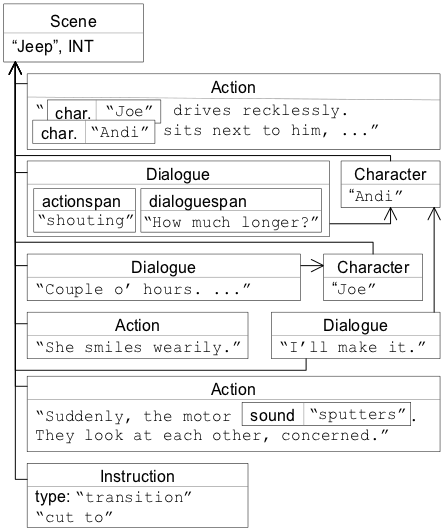 Scene
“Jeep”, INT
Action
“ char. “Joe” drives recklessly.
char. “Andi” sits next to him, ...”
Dialogue
Character
actionspan dialoguespan
“Andi”
“shouting” “How much longer?”
Dialogue
Character
“Couple o’ hours. ...”
“Joe”
Action
Dialogue
“She smiles wearily.”
“I’ll make it.”
Action
“Suddenly, the motor sound “sputters”.
They look at each other, concerned.”
Instruction
type: “transition”
“cut to”